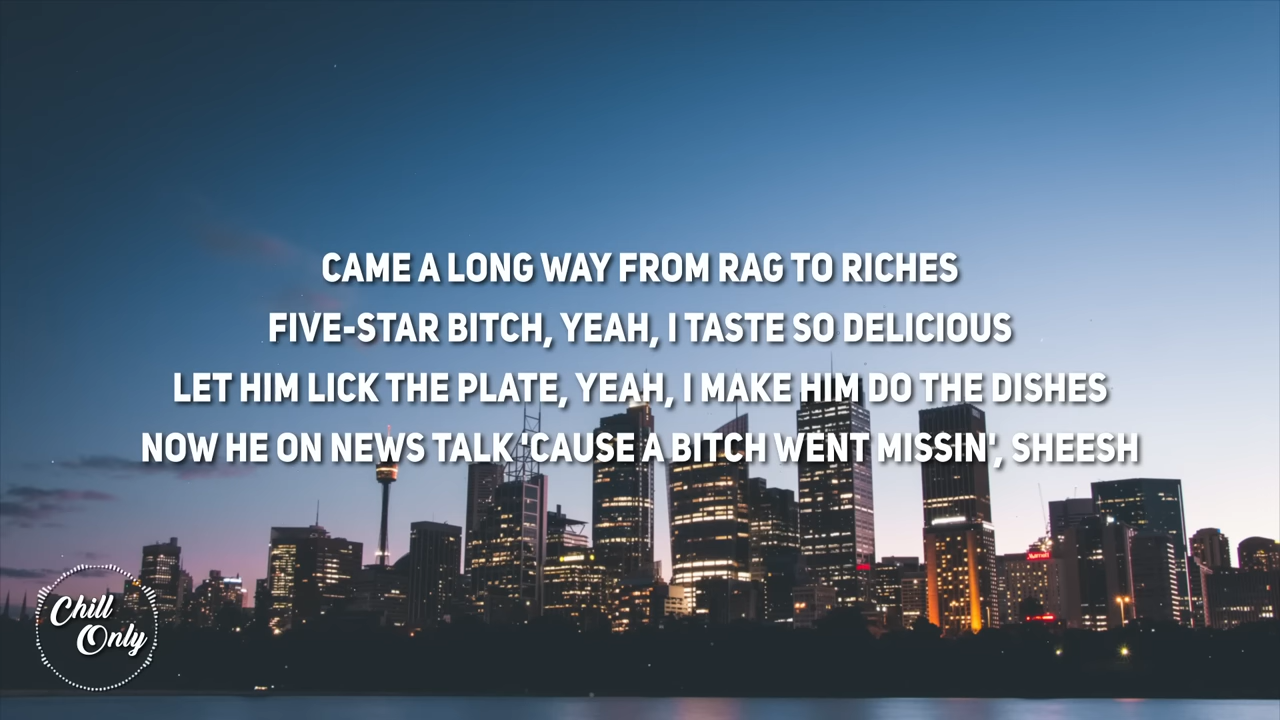 CAME A LONG WAY FROM RAG TO RICHES
FIVE-STAR BITCH, YEAH, I TASTE SO DELICIOUS
LET HIM LICK THE PLATE, YEAH, I MAKE HIM DO THE DISHES
NOW HE ON NEWS TALK 'CAUSE A BITCH WENT MISSIN', SHEESH
Chill
Only